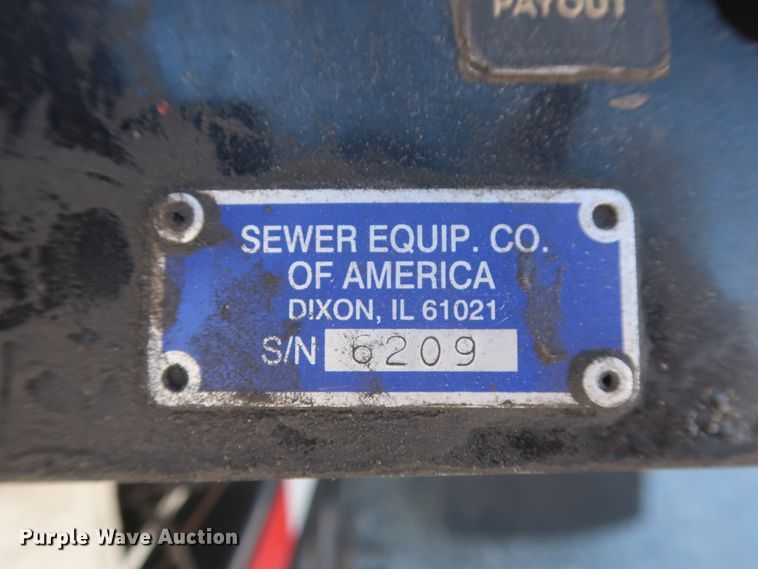 PAYOUT
SEWER EQUIP. CO.
OF AMERICA
DIXON, IL 61021
S/N 6209
Purple Wave Auction